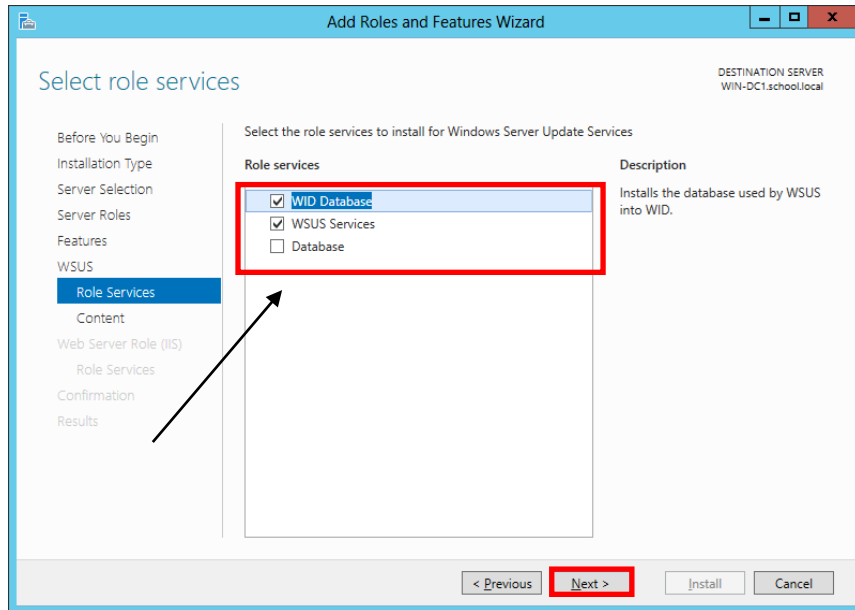 Add Roles and Features Wizard
Select role services
DESTINATION SERVER
WIN-DC1.school.local
Before You Begin
Installation Type
Server Selection
Server Roles
Features
WSUS
Role Services
Content
Web Server Role (IIS)
Role Services
Confirmation
Results
Select the role services to install for Windows Server Update Services
Role services
WID Database
WSUS Services
Database
Description
Installs the database used by WSUS
into WID.
< Previous
Next >
Install
Cancel